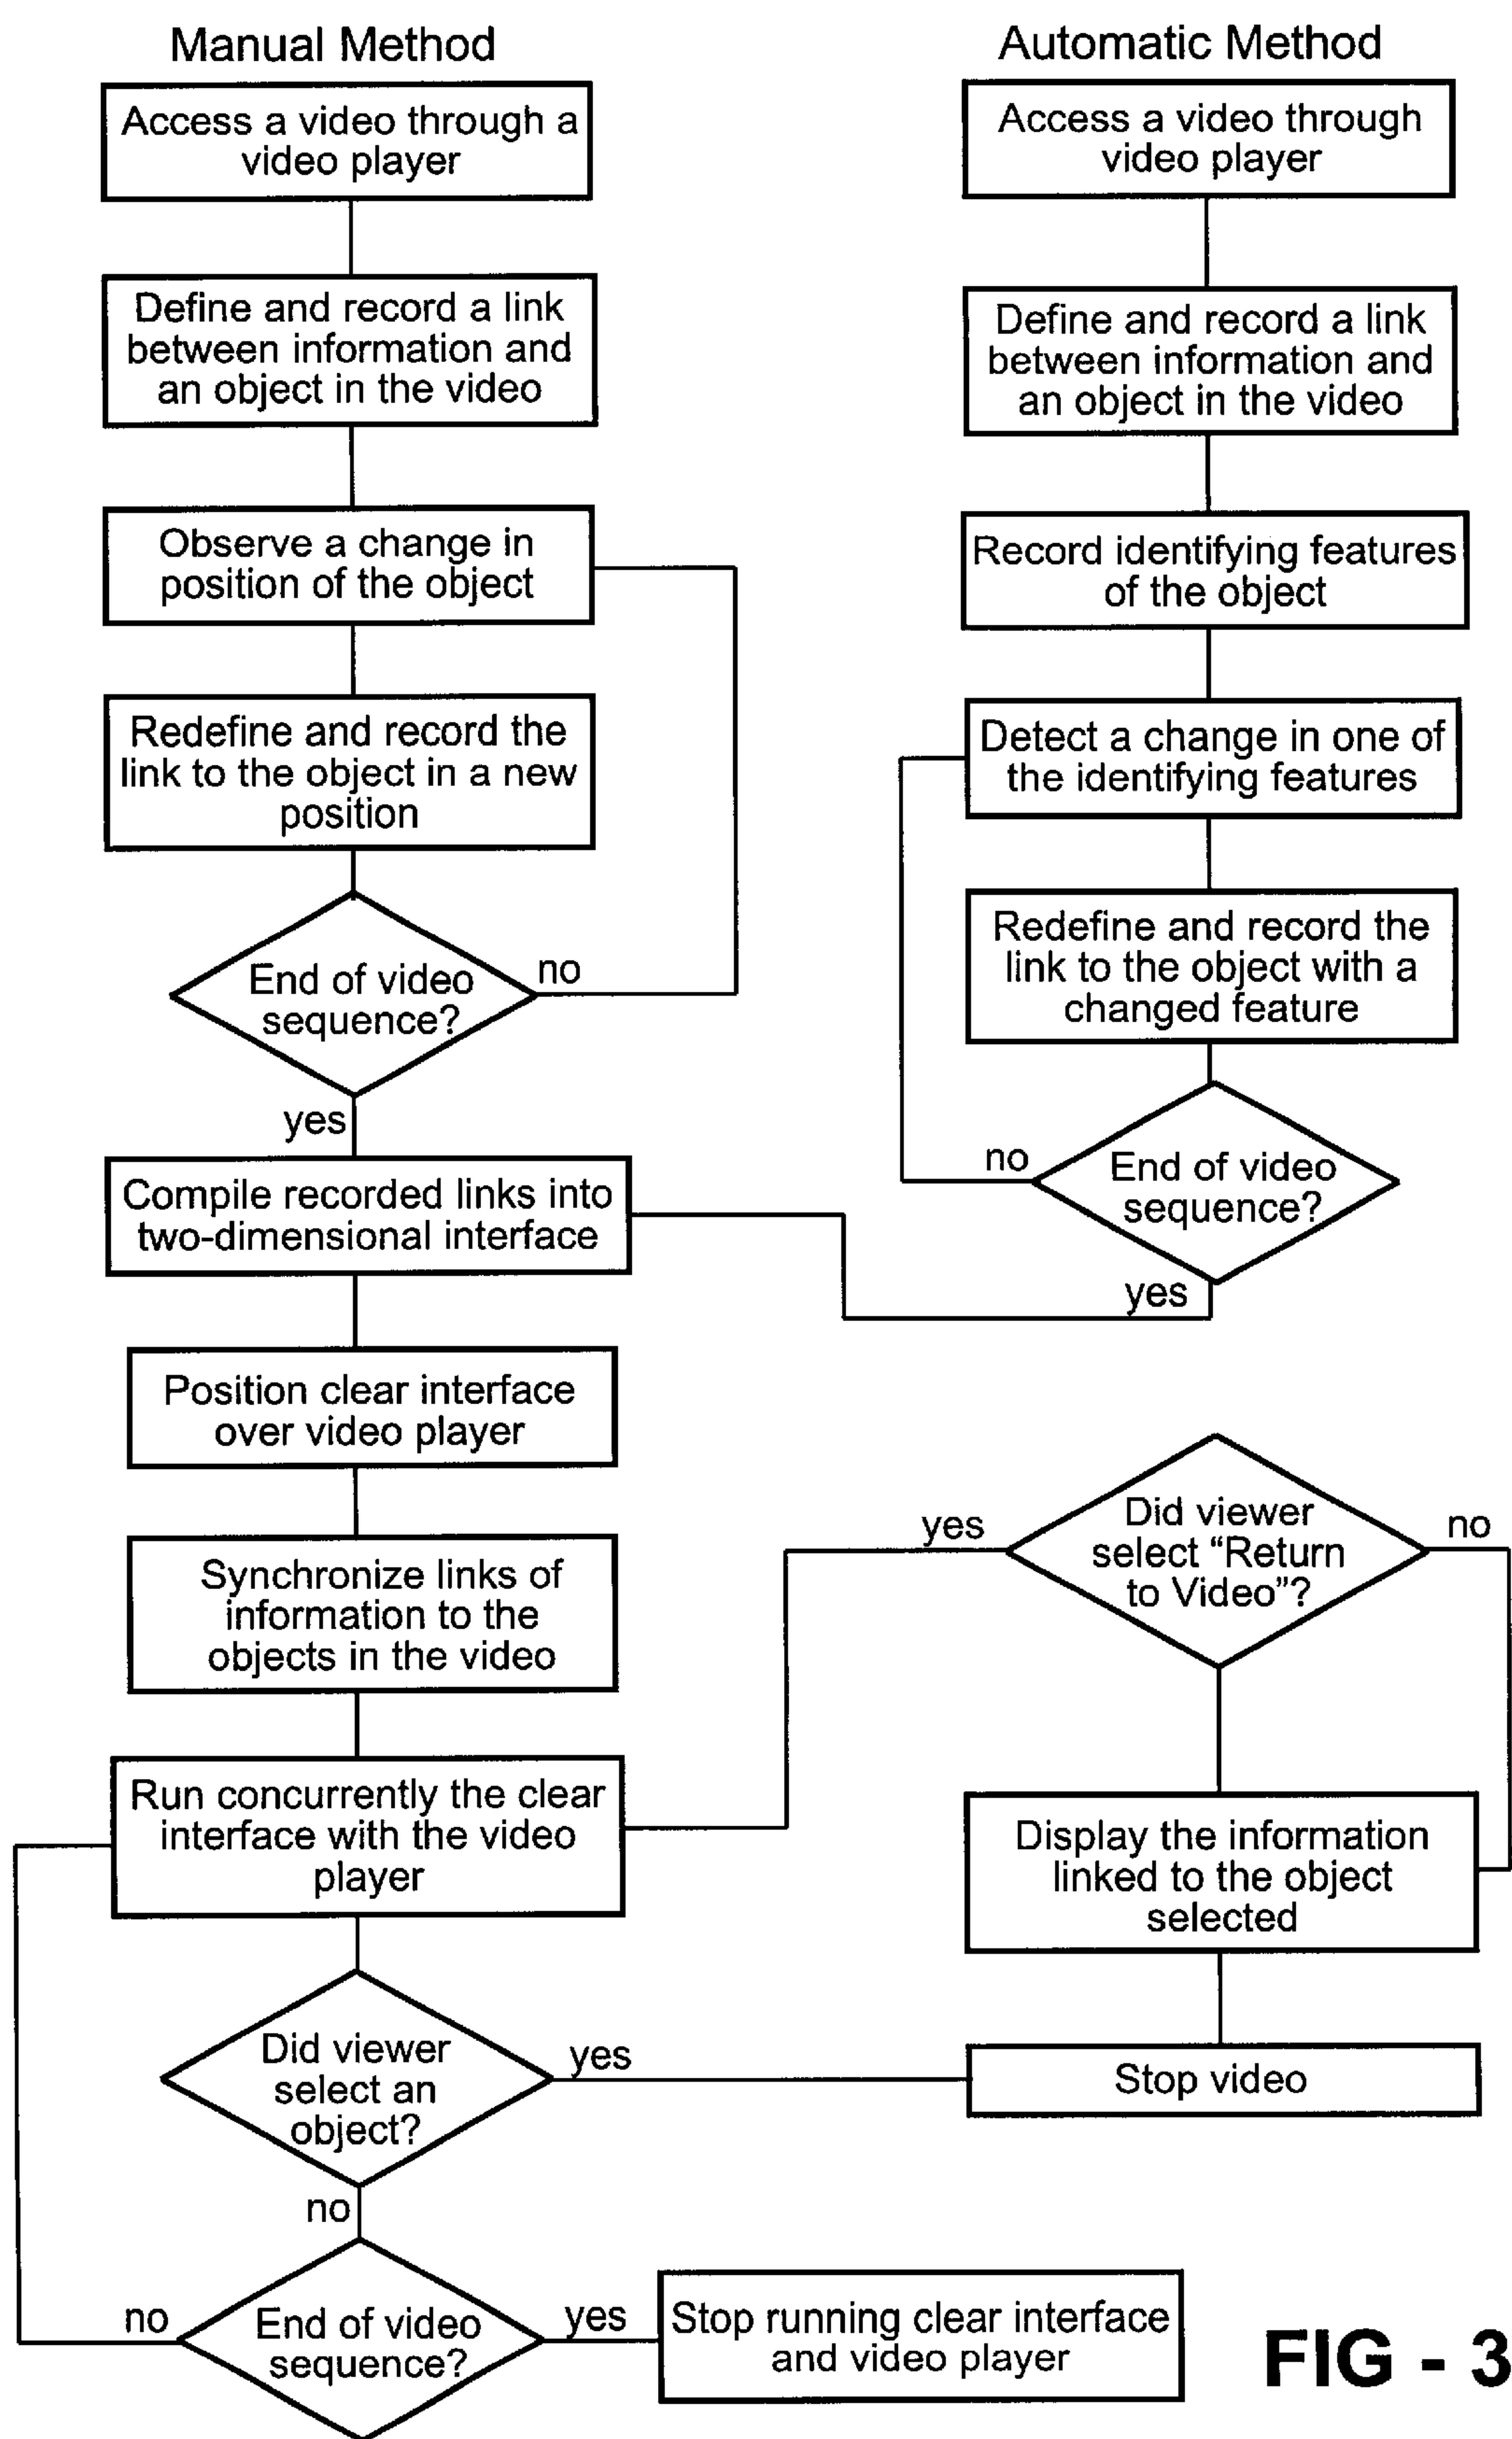 Manual Method
Access a video through a
video player
Define and record a link
between information and
an object in the video
Observe a change in
position of the object
Redefine and record the
link to the object in a new
position
End of video
sequence?
no
yes
Compile recorded links into
two-dimensional interface
Position clear interface
over video player
Synchronize links of
information to the
objects in the video
Run concurrently the clear
interface with the video
player
Did viewer
select an
object?
yes
no
End of video
sequence?
no
yes
Stop running clear interface
and video player
Automatic Method
Access a video through
video player
Define and record a link
between information and
an object in the video
Record identifying features
of the object
Detect a change in one of
the identifying features
Redefine and record the
link to the object with a
changed feature
End of video
sequence?
no
yes
Did viewer
select “Return
to Video”?
yes
no
Display the information
linked to the object
selected
Stop video
FIG - 3